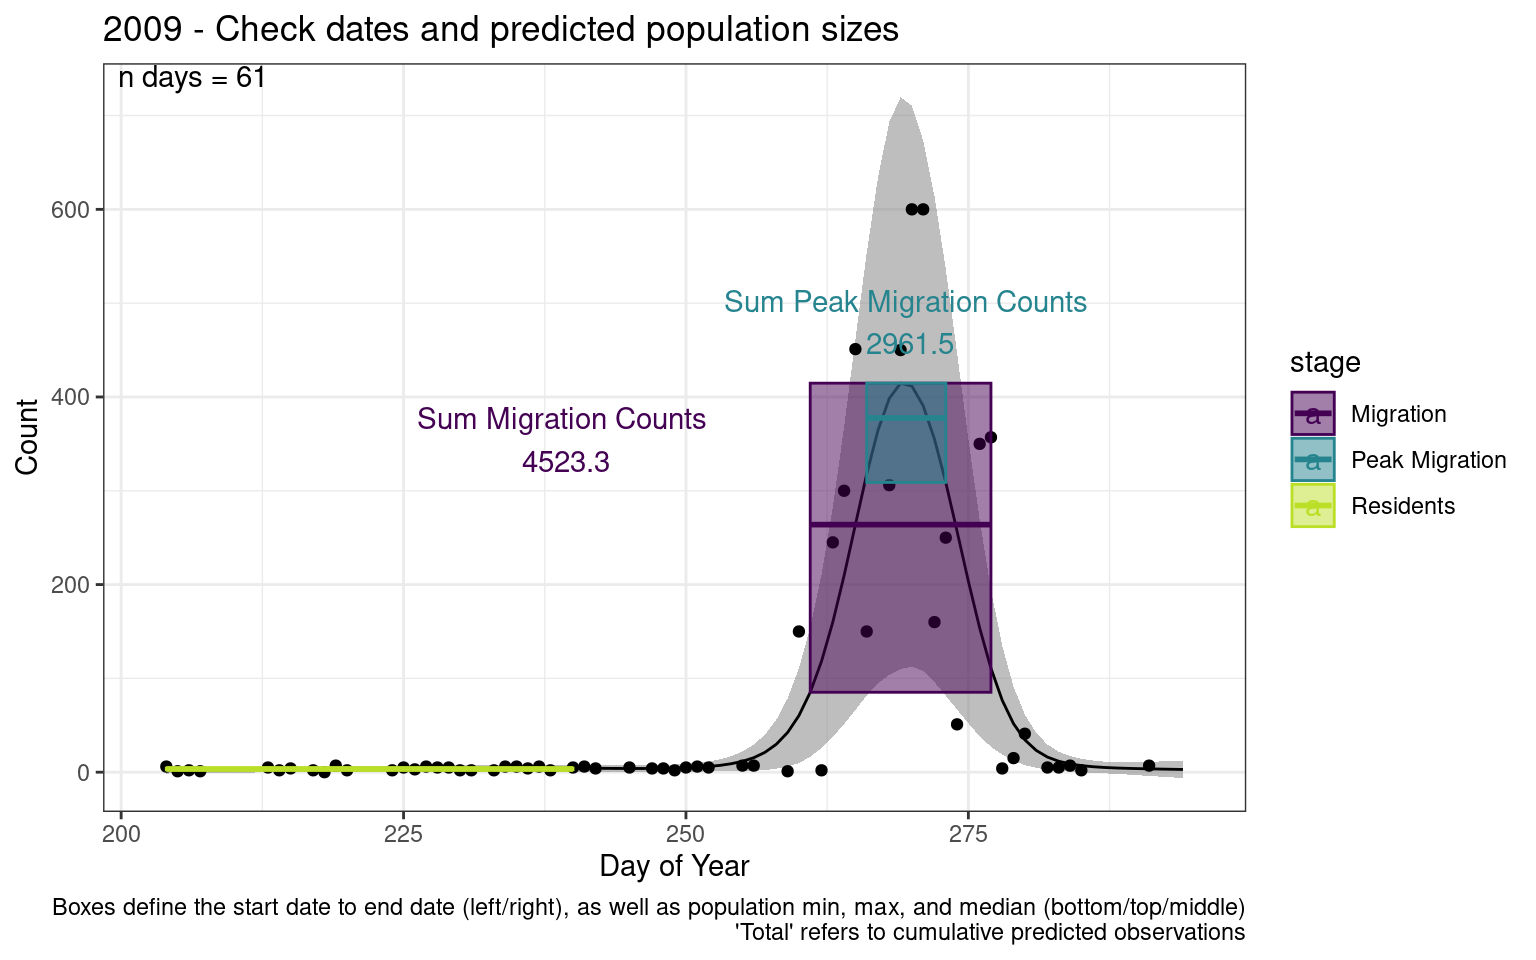 2009 - Check dates and predicted population sizes
n days = 61
Sum Peak Migration Counts
2961.5
Sum Migration Counts
4523.3
Count
600
400
200
0
200
225
250
275
Day of Year
stage
a Migration
a Peak Migration
a Residents
Boxes define the start date to end date (left/right), as well as population min, max, and median (bottom/top/middle)
'Total' refers to cumulative predicted observations